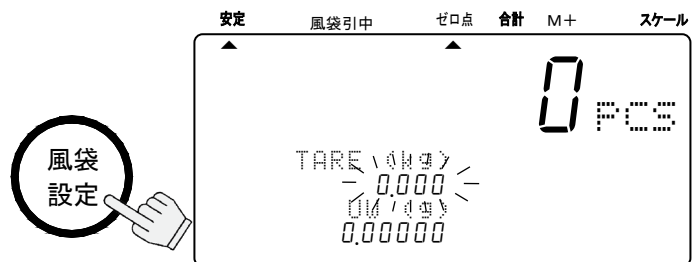 安定 風袋引中 ゼロ点 合計 M+ スケール
0 PCS
風袋
設定
TARE (kg)
0.000
UW (g)
0.00000